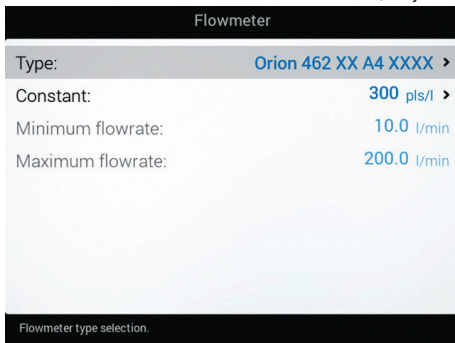 Flowmeter
Type: Orion 462 XX A4 XXXX >
Constant: 300 pls/l >
Minimum flowrate: 10.0 l/min
Maximum flowrate: 200.0 l/min
Flowmeter type selection.